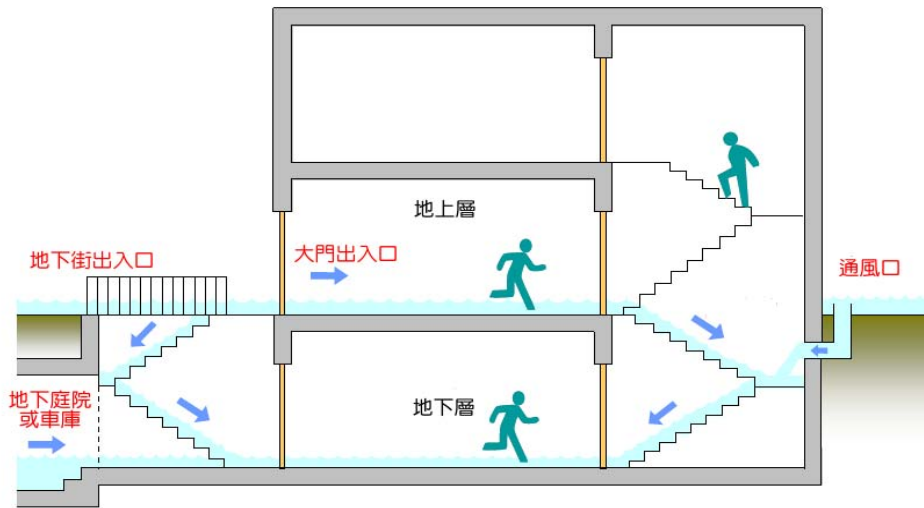 地上層
地下街出入口
大門出入口
通風口
地下庭院
或車庫
地下層